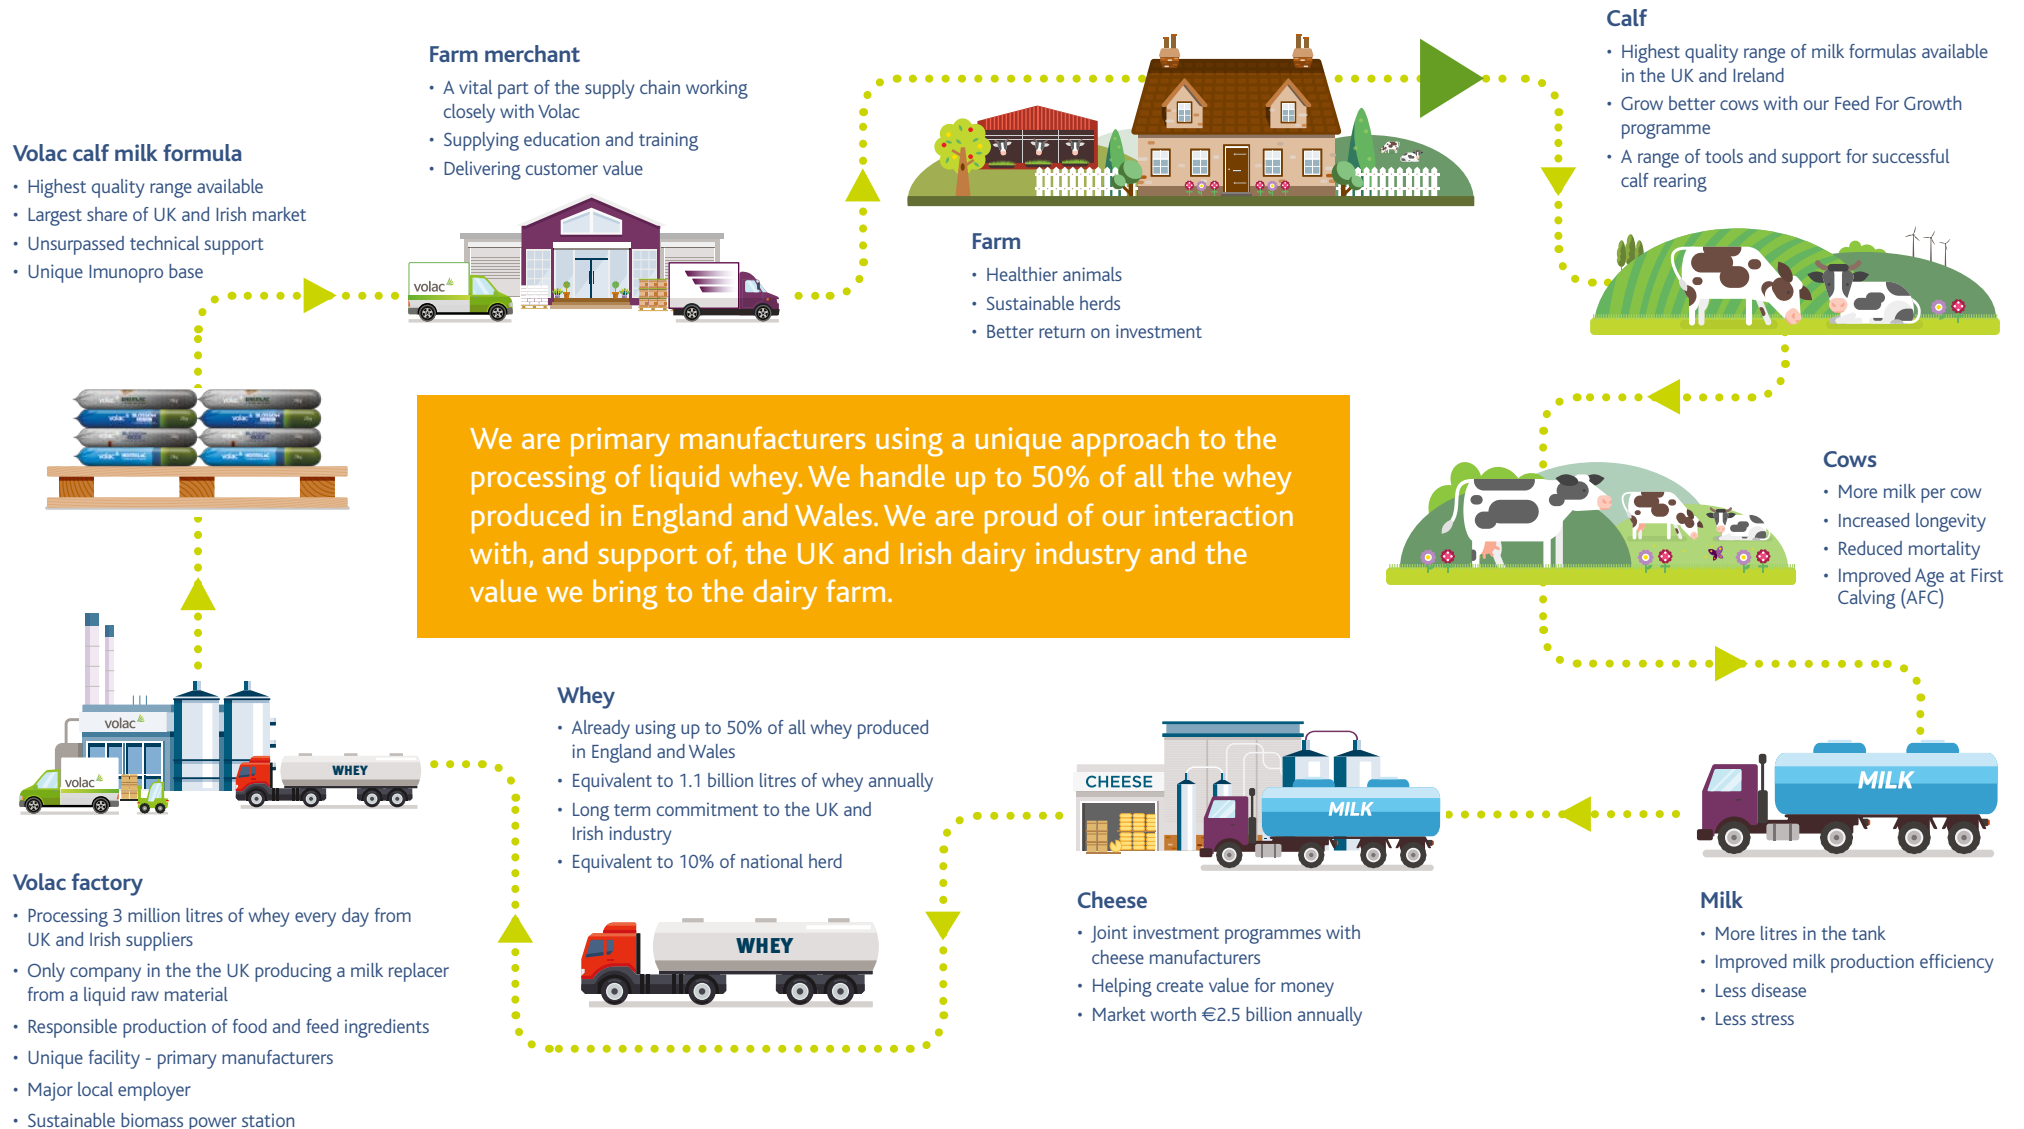 Calf
• Highest quality range of milk formulas available
in the UK and Ireland
• Grow better cows with our Feed For Growth
programme
• A range of tools and support for successful
calf rearing
Farm merchant
• A vital part of the supply chain working
closely with Volac
• Supplying education and training
• Delivering customer value
Volac calf milk formula
• Highest quality range available
• Largest share of UK and Irish market
• Unsurpassed technical support
• Unique Imunopro base
volac
Farm
• Healthier animals
• Sustainable herds
• Better return on investment
We are primary manufacturers using a unique approach to the
processing of liquid whey. We handle up to 50% of all the whey
produced in England and Wales. We are proud of our interaction
with, and support of, the UK and Irish dairy industry and the
value we bring to the dairy farm.
volac
volac
volac
volac
Cows
• More milk per cow
• Increased longevity
• Reduced mortality
• Improved Age at First
Calving (AFC)
Whey
• Already using up to 50% of all whey produced
in England and Wales
• Equivalent to 1.1 billion litres of whey annually
• Long term commitment to the UK and
Irish industry
• Equivalent to 10% of national herd
volac
volac
WHEY
CHEESE
MILK
MILK
WHEY
Volac factory
• Processing 3 million litres of whey every day from
UK and Irish suppliers
• Only company in the the UK producing a milk replacer
from a liquid raw material
• Responsible production of food and feed ingredients
• Unique facility - primary manufacturers
• Major local employer
• Sustainable biomass power station
Cheese
• Joint investment programmes with
cheese manufacturers
• Helping create value for money
• Market worth €2.5 billion annually
Milk
• More litres in the tank
• Improved milk production efficiency
• Less disease
• Less stress